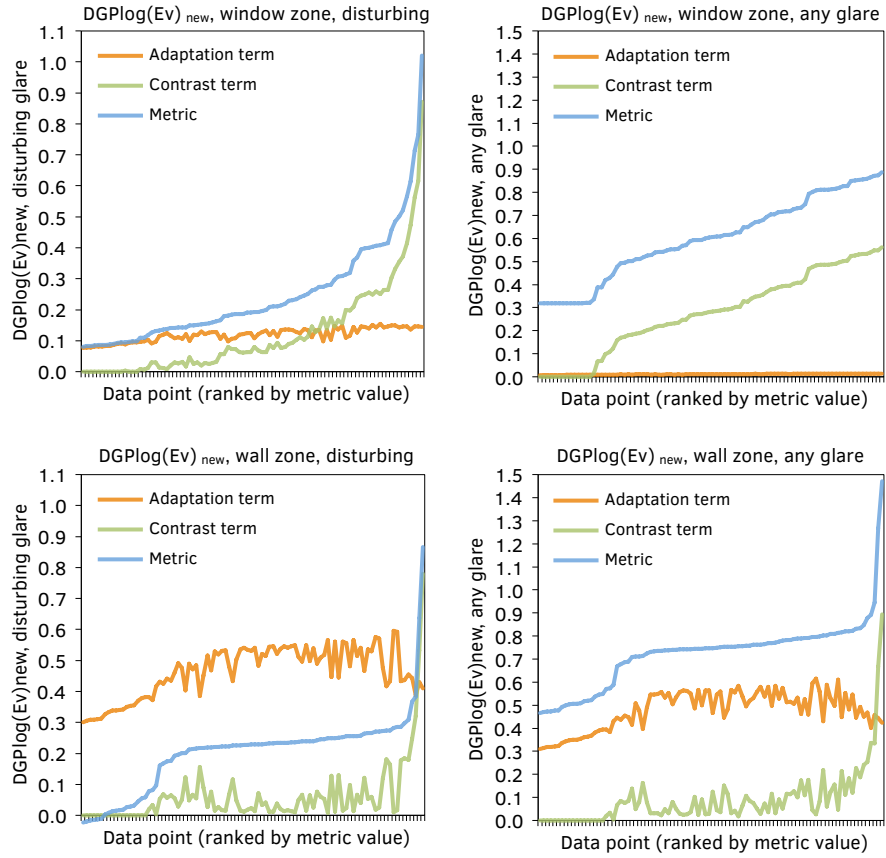 DGPlog(Ev) new, window zone, disturbing
DGPlog(Ev)new, disturbing glare
1.1
1.0
0.9
0.8
0.7
0.6
0.5
0.4
0.3
0.2
0.1
0.0
Adaptation term
Contrast term
Metric
Data point (ranked by metric value)
DGPlog(Ev) new, window zone, any glare
DGPlog(Ev)new, any glare
1.5
1.4
1.3
1.2
1.1
1.0
0.9
0.8
0.7
0.6
0.5
0.4
0.3
0.2
0.1
0.0
Adaptation term
Contrast term
Metric
Data point (ranked by metric value)
DGPlog(Ev) new, wall zone, disturbing
DGPlog(Ev)new, disturbing glare
1.1
1.0
0.9
0.8
0.7
0.6
0.5
0.4
0.3
0.2
0.1
0.0
Adaptation term
Contrast term
Metric
Data point (ranked by metric value)
DGPlog(Ev) new, wall zone, any glare
DGPlog(Ev)new, any glare
1.5
1.4
1.3
1.2
1.1
1.0
0.9
0.8
0.7
0.6
0.5
0.4
0.3
0.2
0.1
0.0
Adaptation term
Contrast term
Metric
Data point (ranked by metric value)